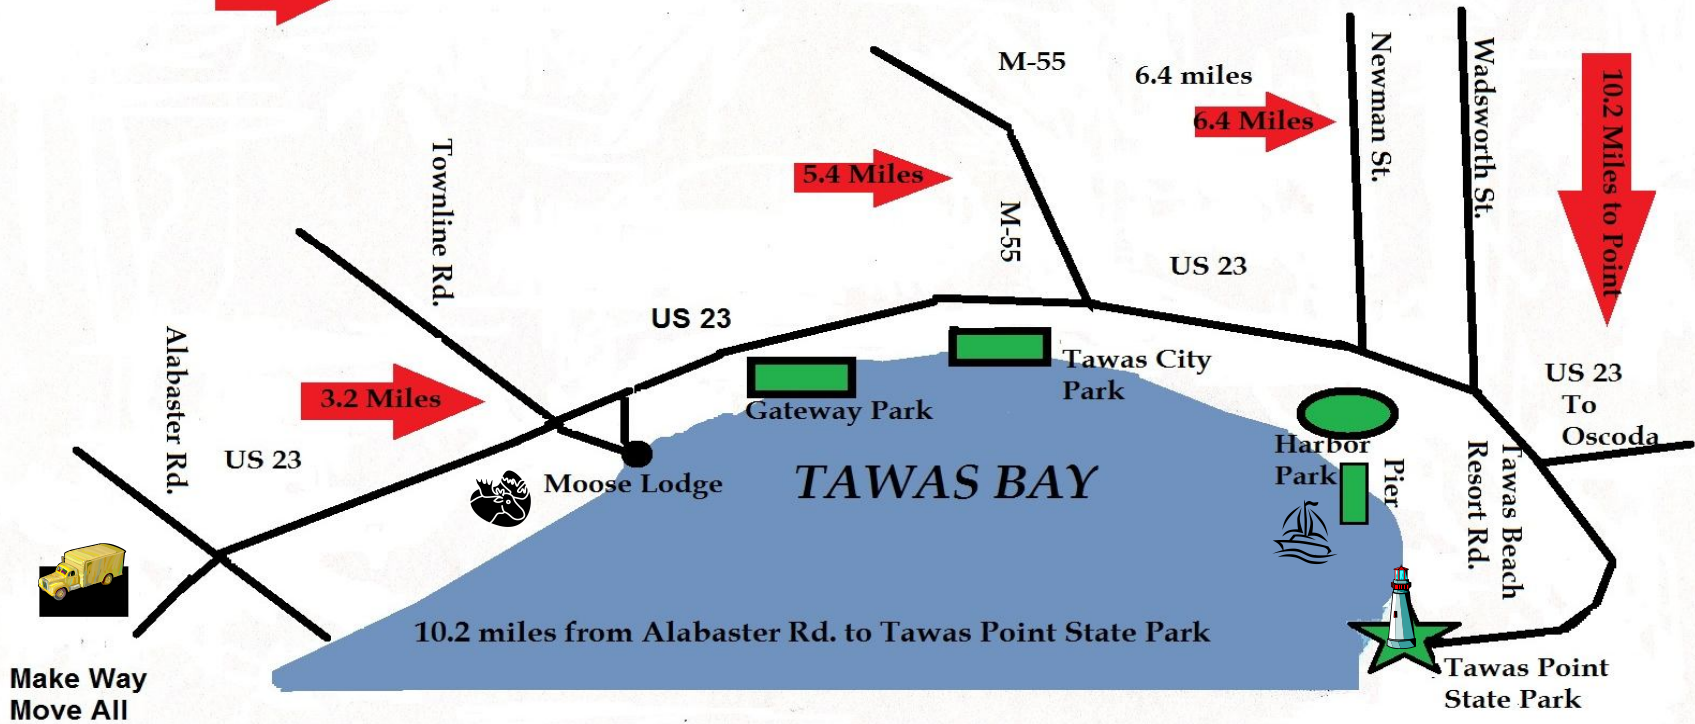 M-55
6.4 miles
6.4 Miles
Newman St.
Wadsworth St.
10.2 Miles to Point
Townline Rd.
5.4 Miles
M-55
US 23
US 23
Alabaster Rd.
3.2 Miles
US 23
Gateway Park
Tawas City
Park
US 23
To
Oscoda
Harbor
Park
Pier
Tawas Beach
Resort Rd.
Moose Lodge
TAWAS BAY
10.2 miles from Alabaster Rd. to Tawas Point State Park
Tawas Point
State Park
Make Way
Move All